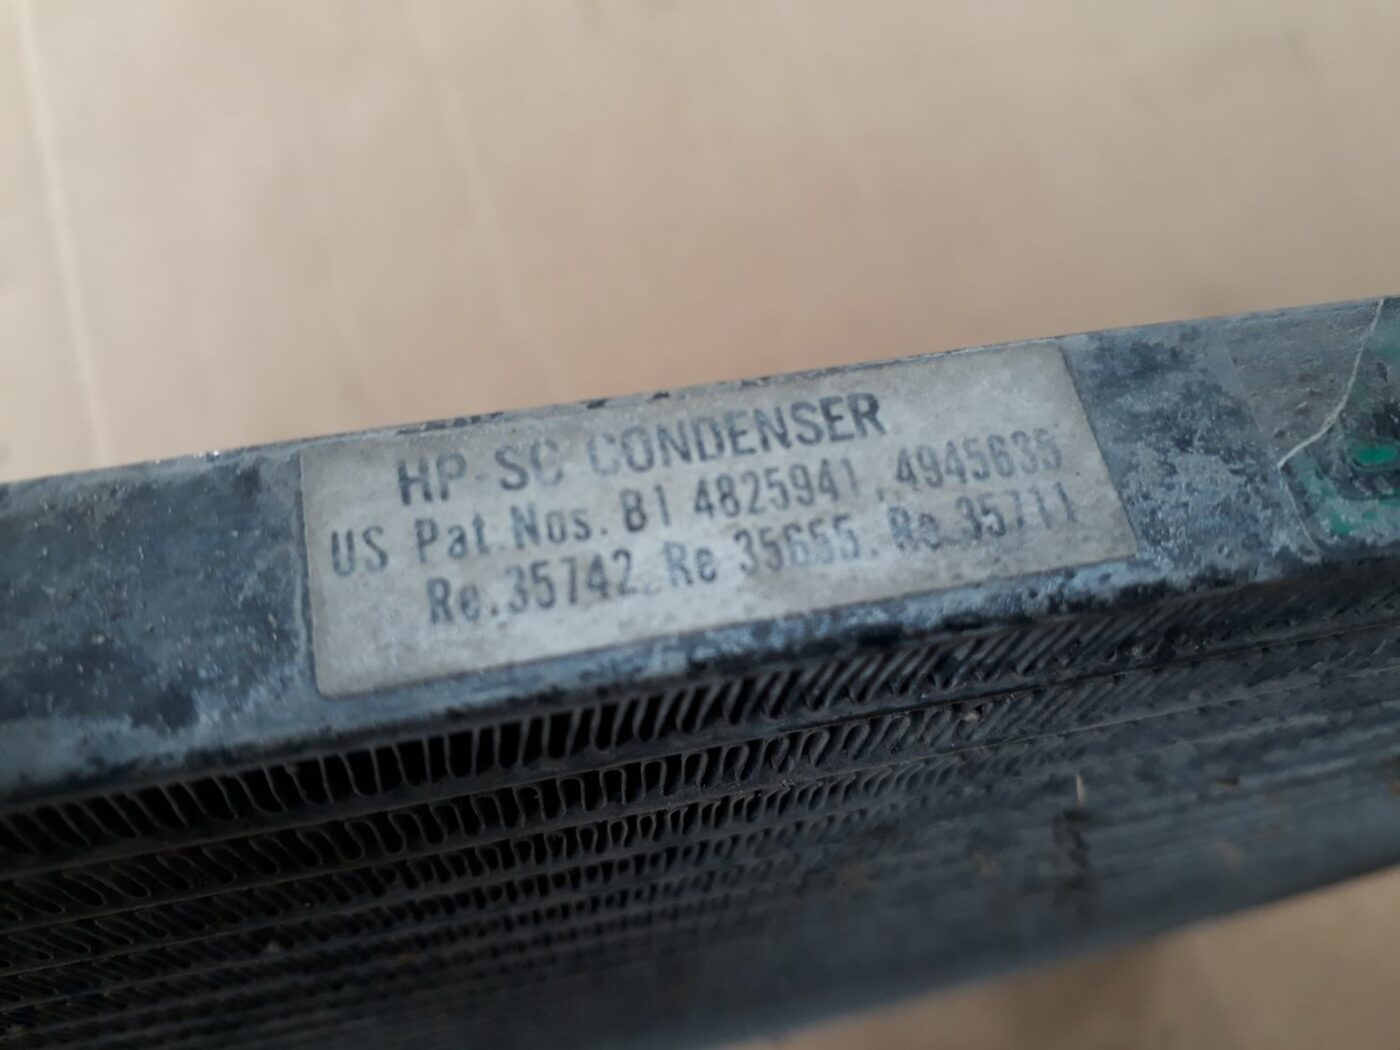 HP-SC CONDENSER
US Pat.Nos. B1 4825941, 4945635
Re.35742, Re 35655, Re.35711